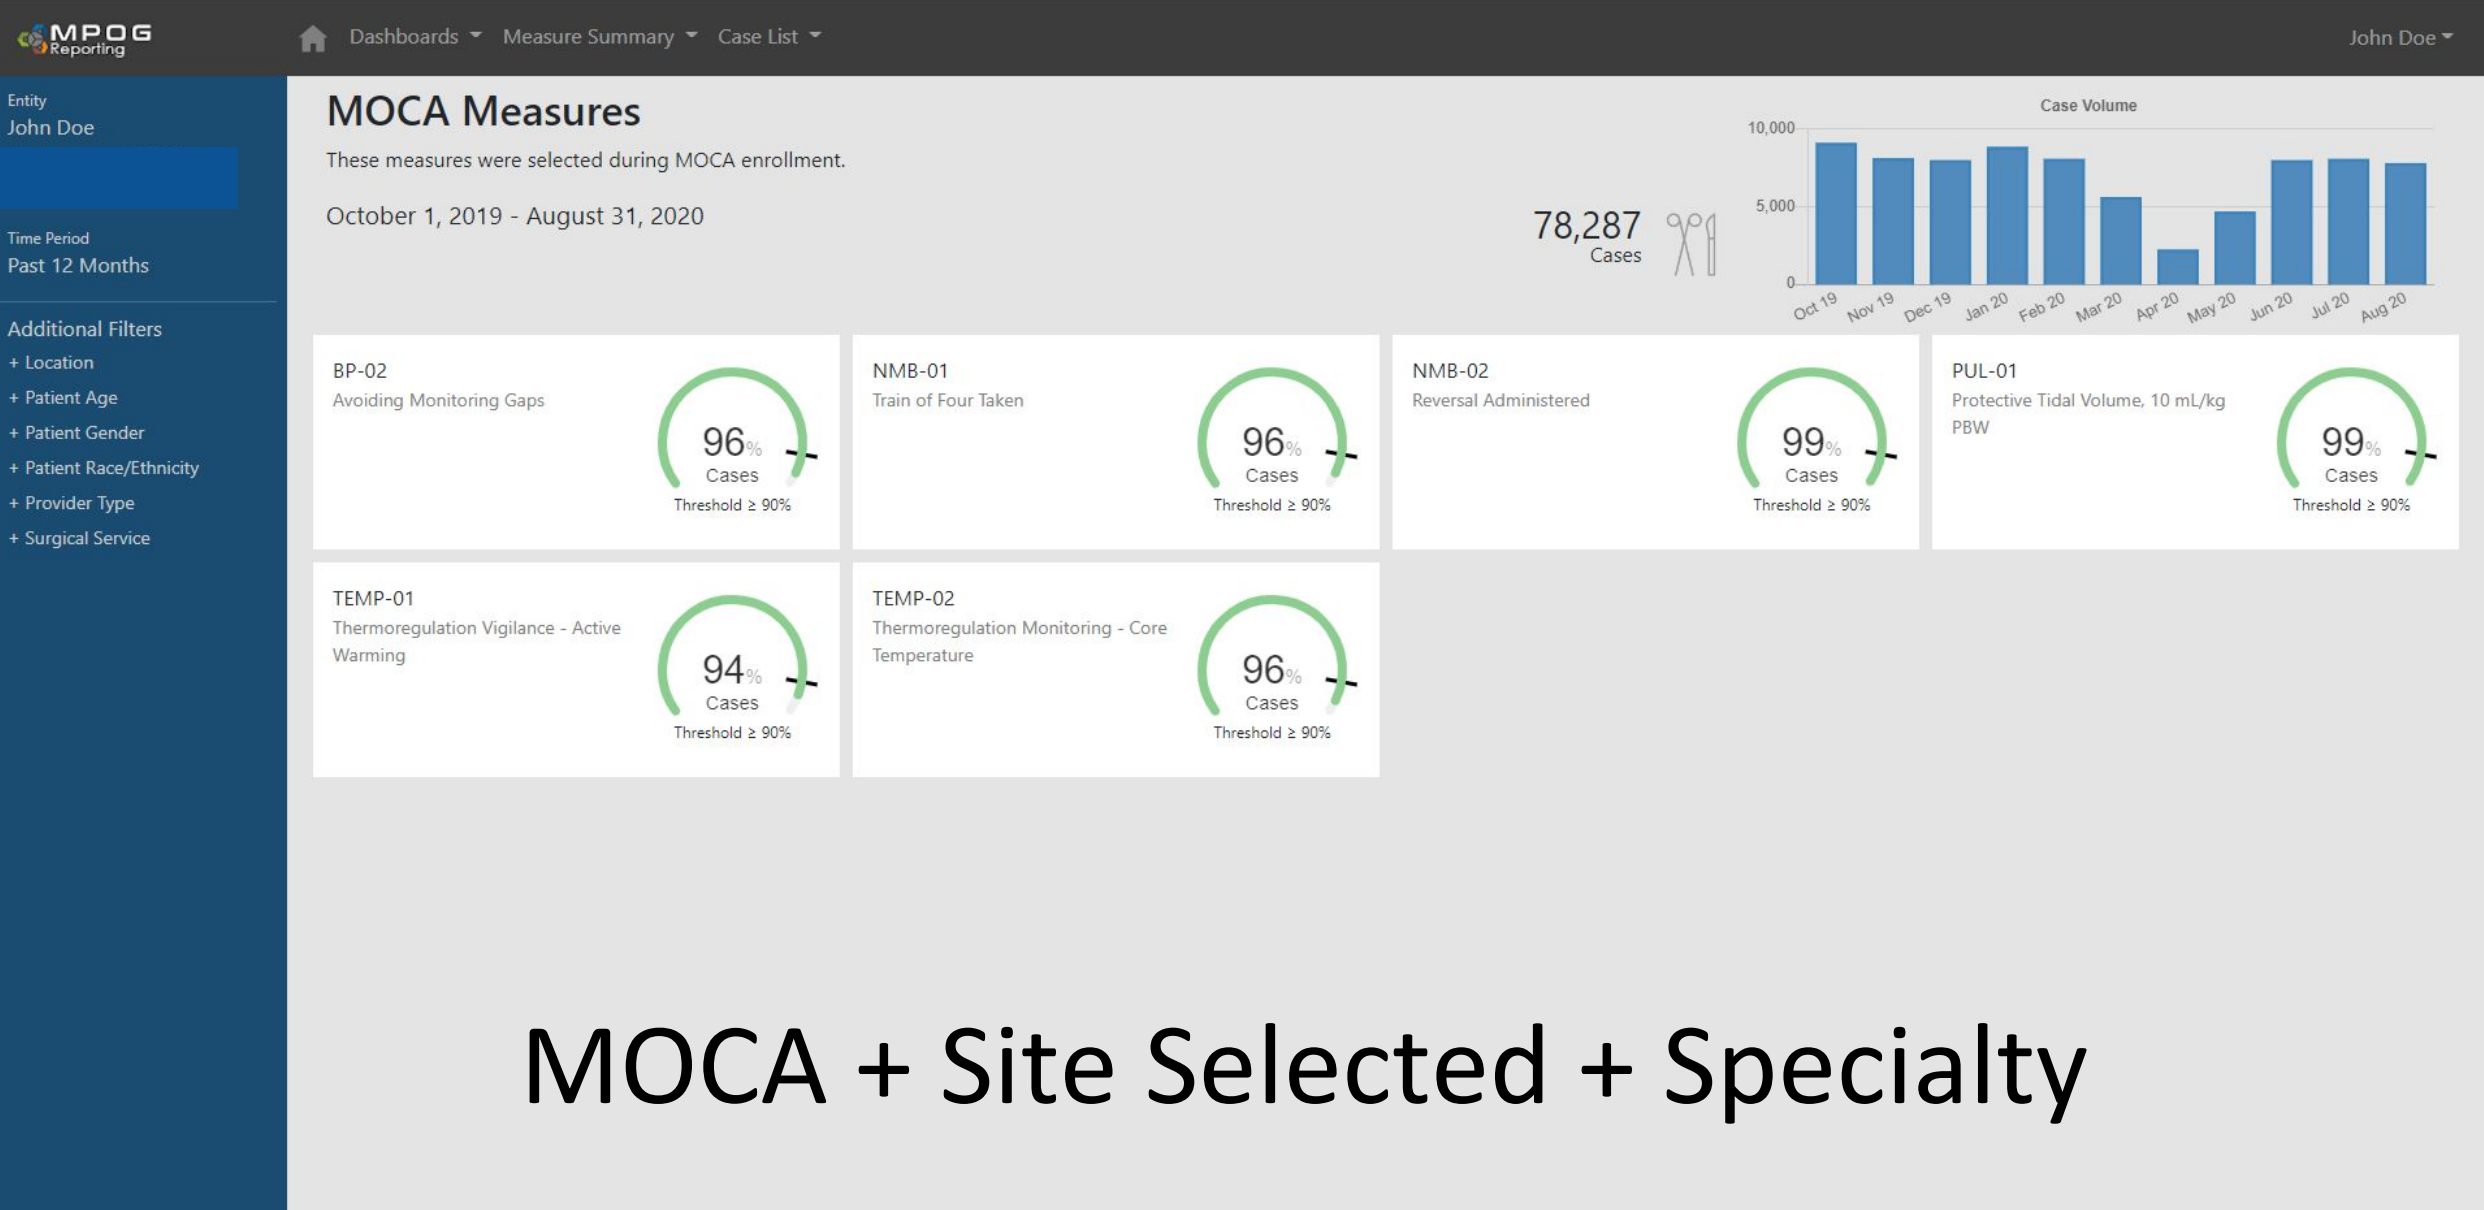 MPOG
Reporting
Dashboards
Measure Summary
Case List
John Doe
Entity
John Doe
Time Period
Past 12 Months
Additional Filters
+ Location
+ Patient Age
+ Patient Gender
+ Patient Race/Ethnicity
+ Provider Type
+ Surgical Service
MOCA Measures
These measures were selected during MOCA enrollment.
October 1, 2019 - August 31, 2020
78,287
Cases
Case Volume
10,000
5,000
0
Oct 19 Nov 19 Dec 19 Jan 20 Feb 20 Mar 20 Apr 20 May 20 Jun 20 Jul 20 Aug 20
BP-02
Avoiding Monitoring Gaps
96%
Cases
Threshold ≥ 90%
NMB-01
Train of Four Taken
96%
Cases
Threshold ≥ 90%
NMB-02
Reversal Administered
99%
Cases
Threshold ≥ 90%
PUL-01
Protective Tidal Volume, 10 mL/kg
PBW
99%
Cases
Threshold ≥ 90%
TEMP-01
Thermoregulation Vigilance - Active
Warming
94%
Cases
Threshold ≥ 90%
TEMP-02
Thermoregulation Monitoring - Core
Temperature
96%
Cases
Threshold ≥ 90%
MOCA + Site Selected + Specialty